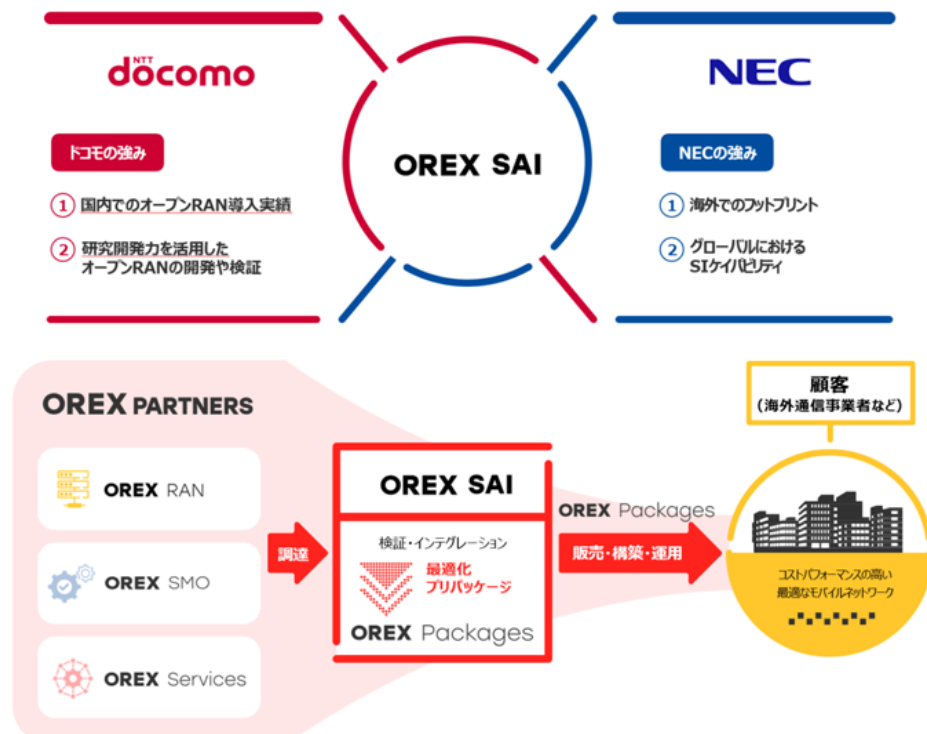 NTT
döcomo
NEC
OREX SAI
ドコモの強み
① 国内でのオープンRAN導入実績
② 研究開発力を活用した
オープンRANの開発や検証
NECの強み
① 海外でのフットプリント
② グローバルにおける
SIケイパビリティ
OREX PARTNERS
OREX RAN
OREX SMO
OREX Services
調達
OREX SAI
検証・インテグレーション
最適化
プリパッケージ
OREX Packages
OREX Packages
販売・構築・運用
顧客
(海外通信事業者など)
コストパフォーマンスの高い
最適なモバイルネットワーク